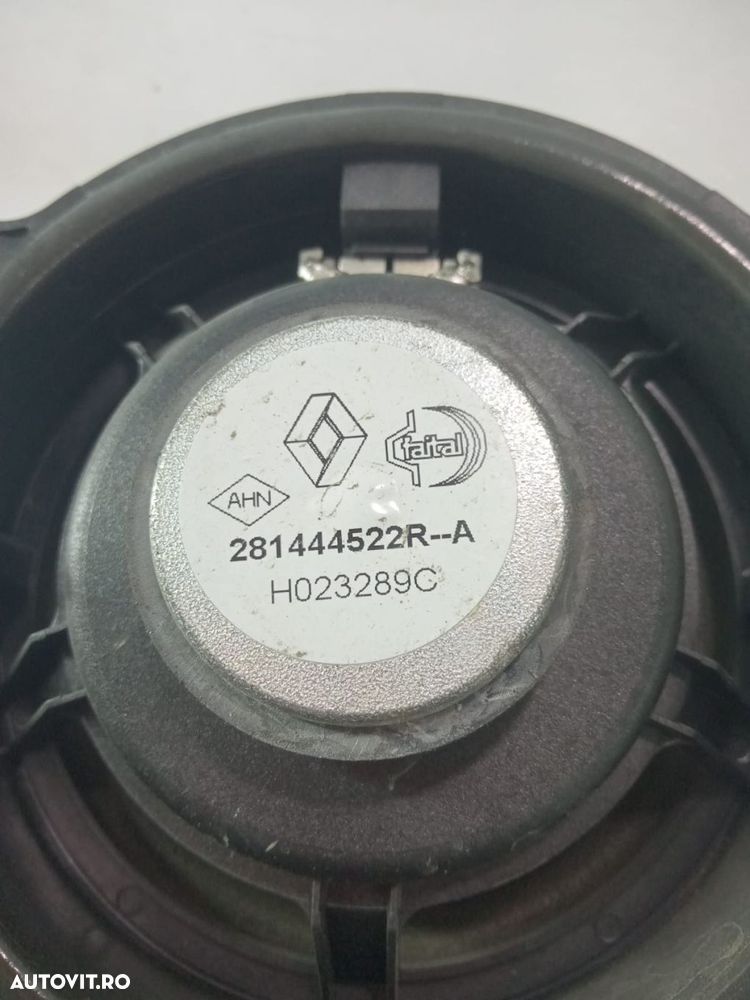 faital
AHN
281444522R--A
H023289C
AUTOVIT.RO